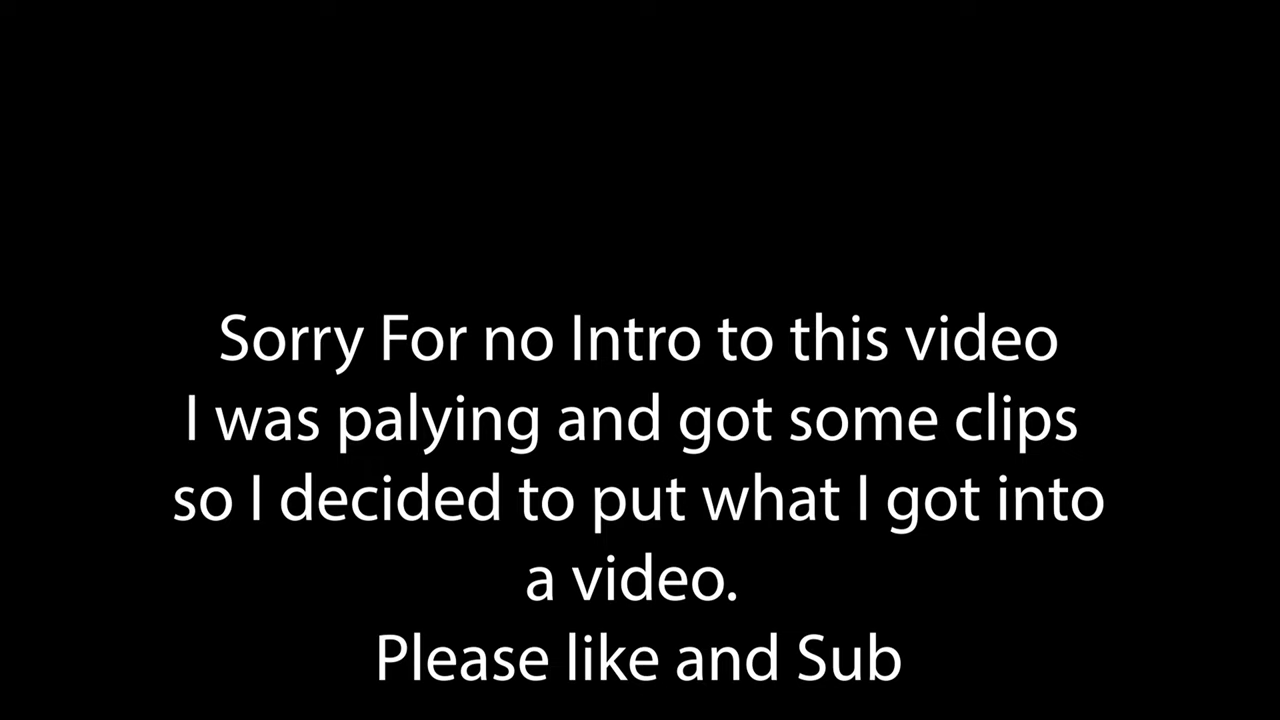 Sorry For no Intro to this video
I was palying and got some clips
so I decided to put what I got into
a video.
Please like and Sub